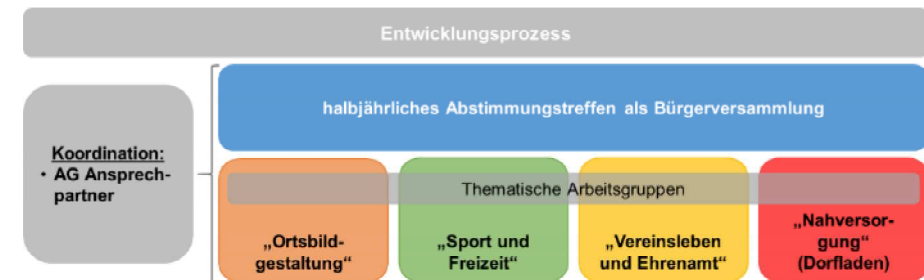 Entwicklungsprozess
halbjährliches Abstimmungstreffen als Bürgerversammlung
Koordination:
• AG Ansprech-
partner
Thematische Arbeitsgruppen
„Ortsbild-
gestaltung“
„Sport und
Freizeit“
„Vereinsleben
und Ehrenamt“
„Nahversor-
gung“
(Dorfladen)